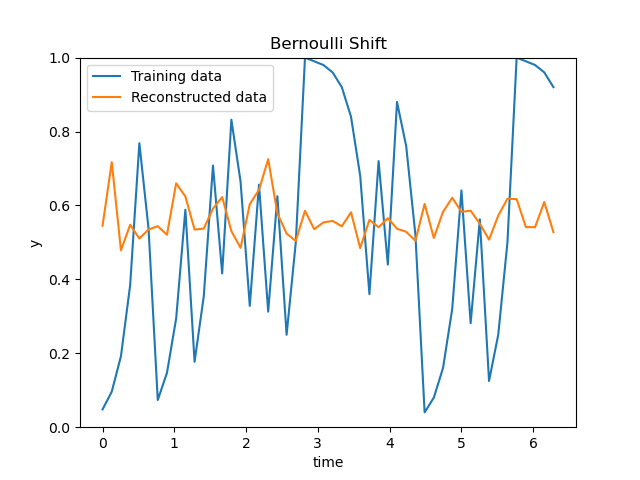 Bernoulli Shift
Training data
Reconstructed data
1.0
0.8
0.6
0.4
0.2
0.0
y
0 1 2 3 4 5 6
time